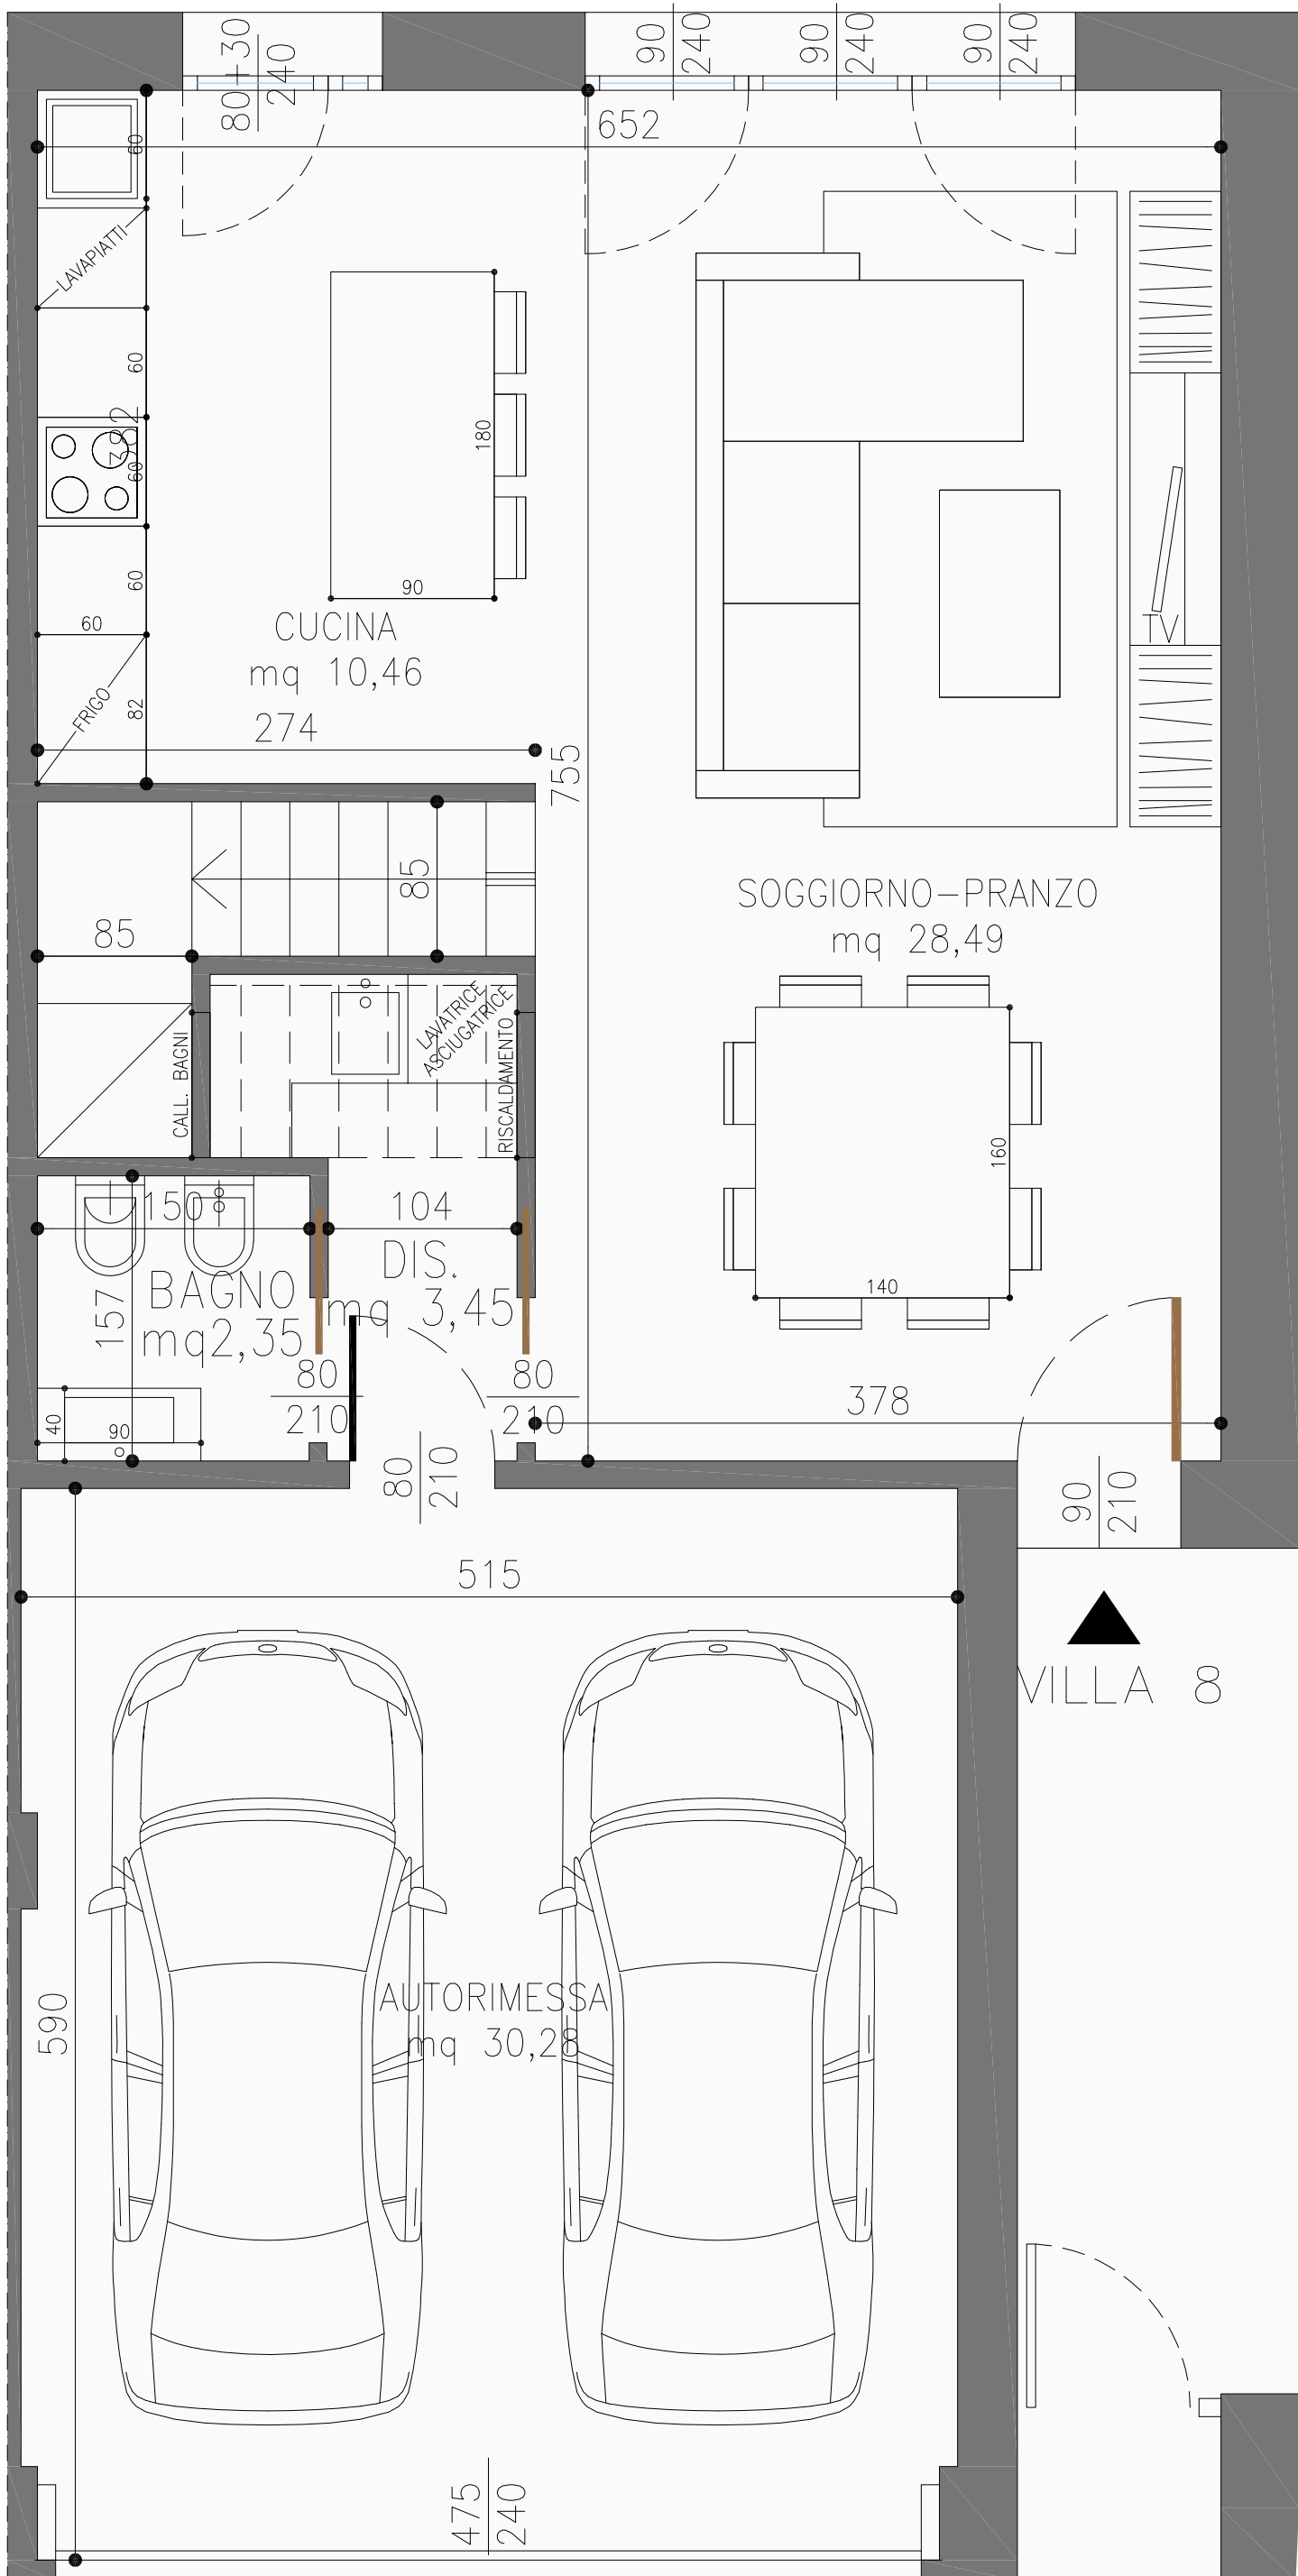 80+30
240
90
240
90
240
90
240
652
60
LAVAPIATTI
60
382
60
180
60
90
60
CUCINA
mq 10,46
TV
FRIGO
82
274
755
85
SOGGIORNO-PRANZO
mq 28,49
85
LAVATRICE
ASCIUGATRICE
CALL. BAGNI
RISCALDAMENTO
160
150
104
DIS.
mq 3,45
BAGNO
mq2,35
157
140
80
210
80
210
378
40
90
80
210
90
210
515
VILLA 8
590
AUTORIMESSA
mq 30,28
475
240